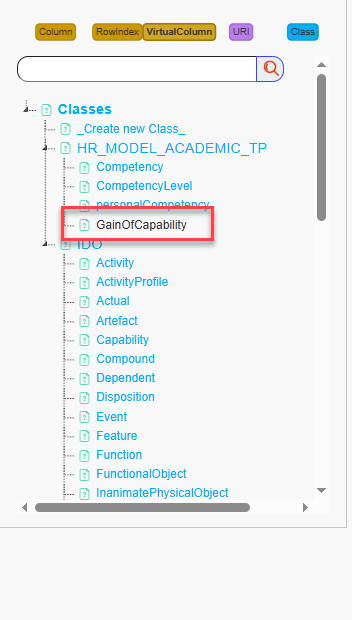 Column RowIndex VirtualColumn URI Class
Classes
_Create new Class_
HR_MODEL_ACADEMIC_TP
Competency
CompetencyLevel
personalCompetency
GainOfCapability
IDO
Activity
ActivityProfile
Actual
Artefact
Capability
Compound
Dependent
Disposition
Event
Feature
Function
FunctionalObject
InanimatePhysicalObject